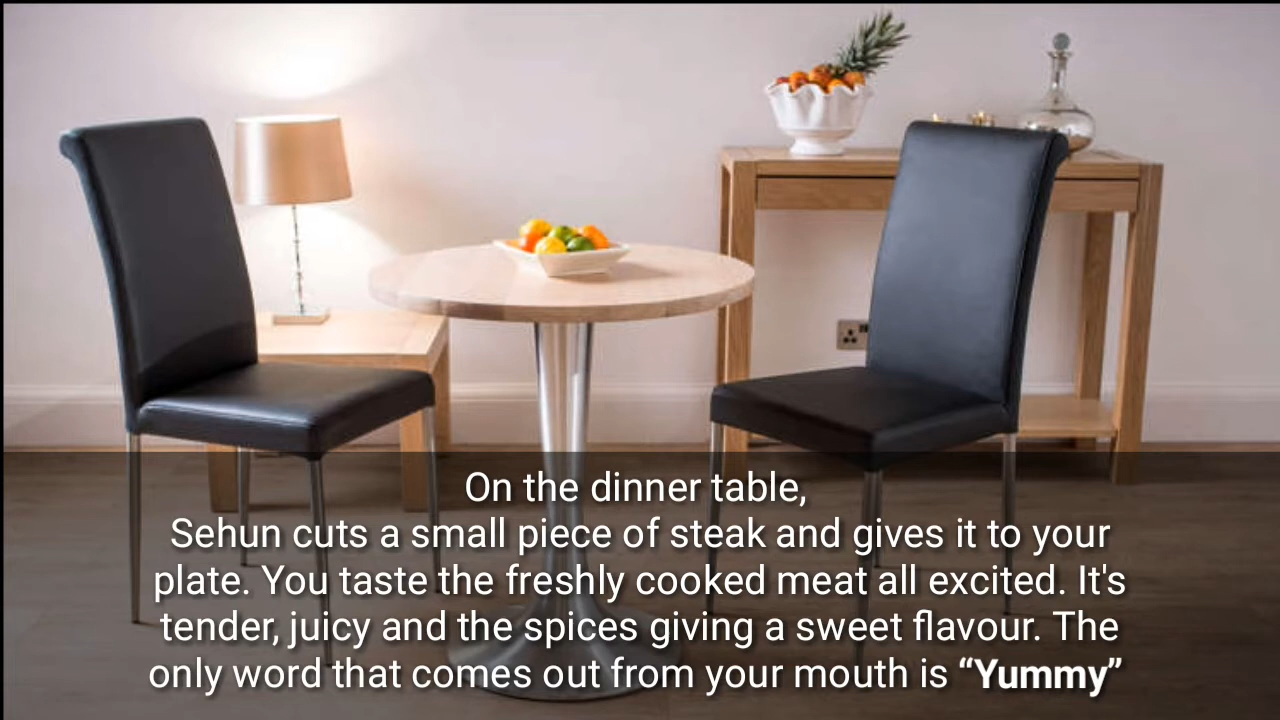 On the dinner table,
Sehun cuts a small piece of steak and gives it to your
plate. You taste the freshly cooked meat all excited. It's
tender, juicy and the spices giving a sweet flavour. The
only word that comes out from your mouth is “Yummy”